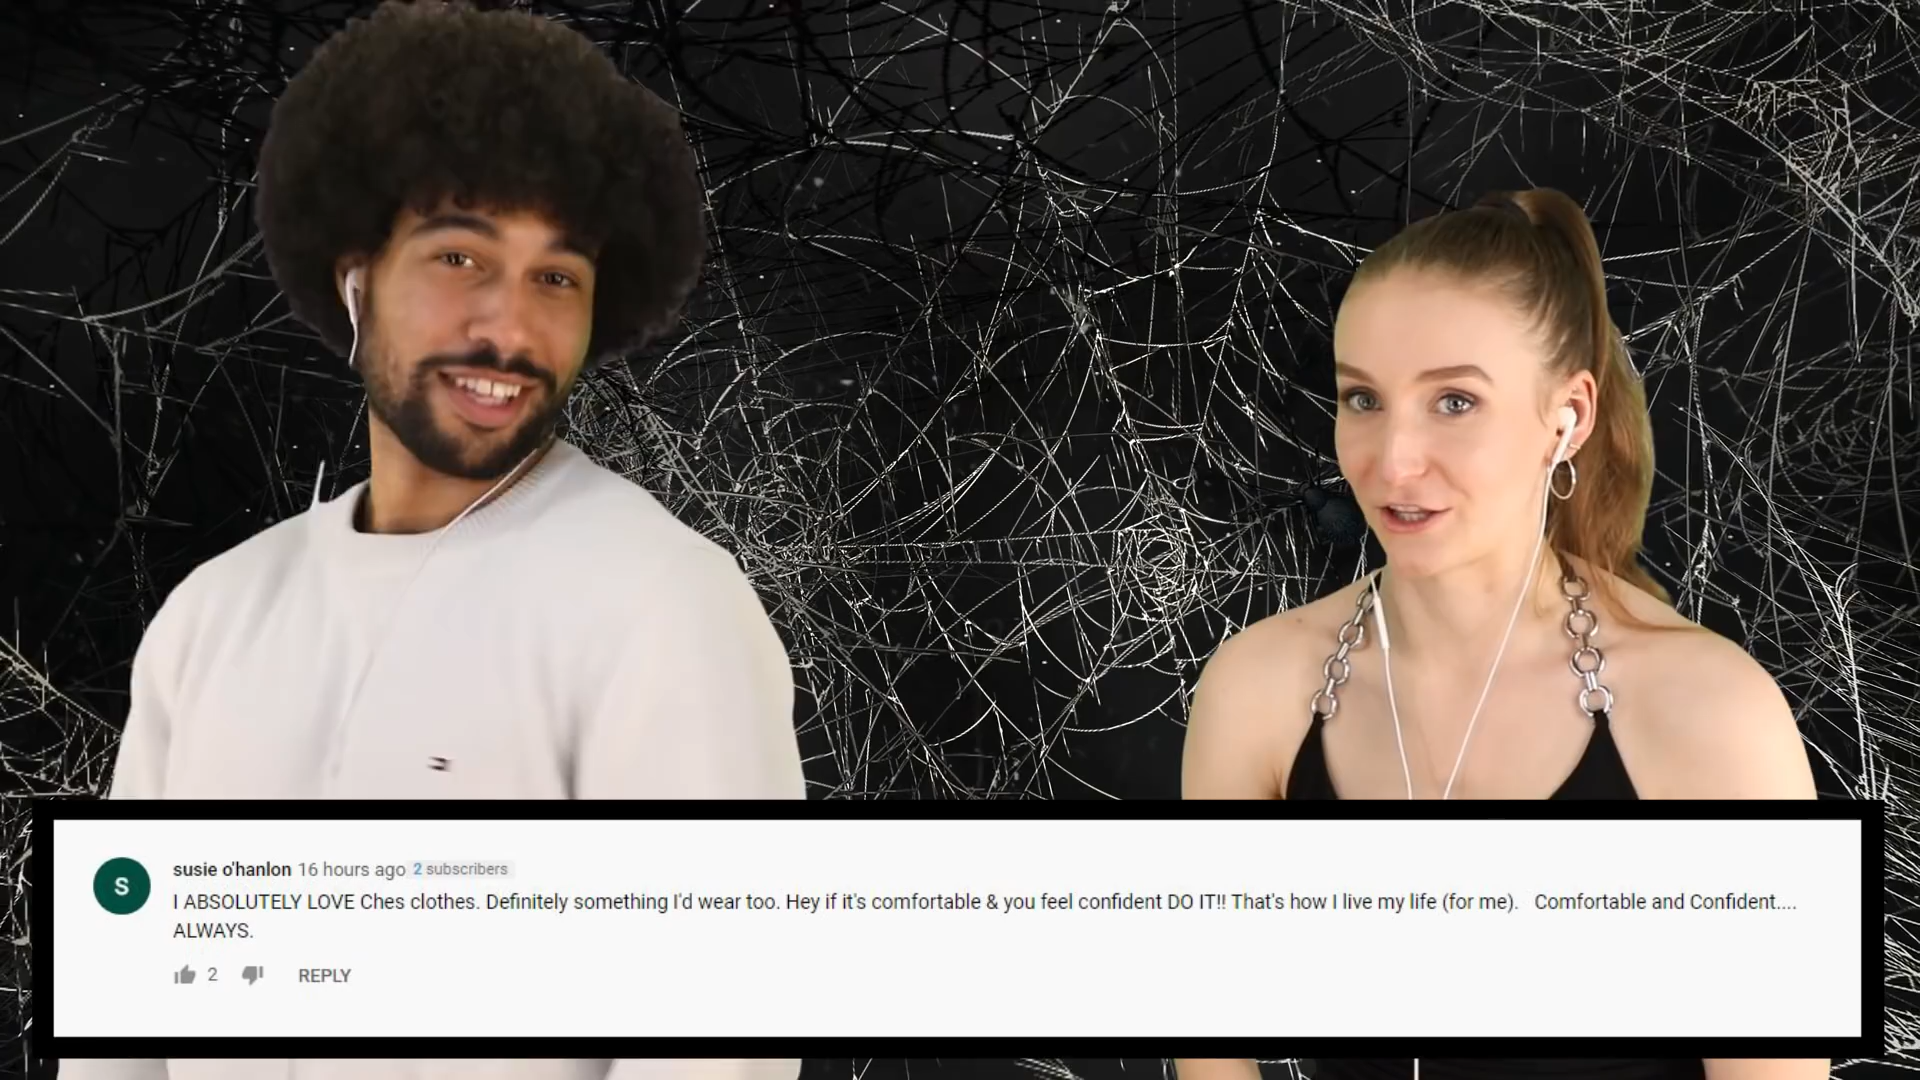 S
susie o'hanlon 16 hours ago 2 subscribers
I ABSOLUTELY LOVE Ches clothes. Definitely something I'd wear too. Hey if it's comfortable & you feel confident DO IT!! That's how I live my life (for me).   Comfortable and Confident....
ALWAYS.
2 REPLY